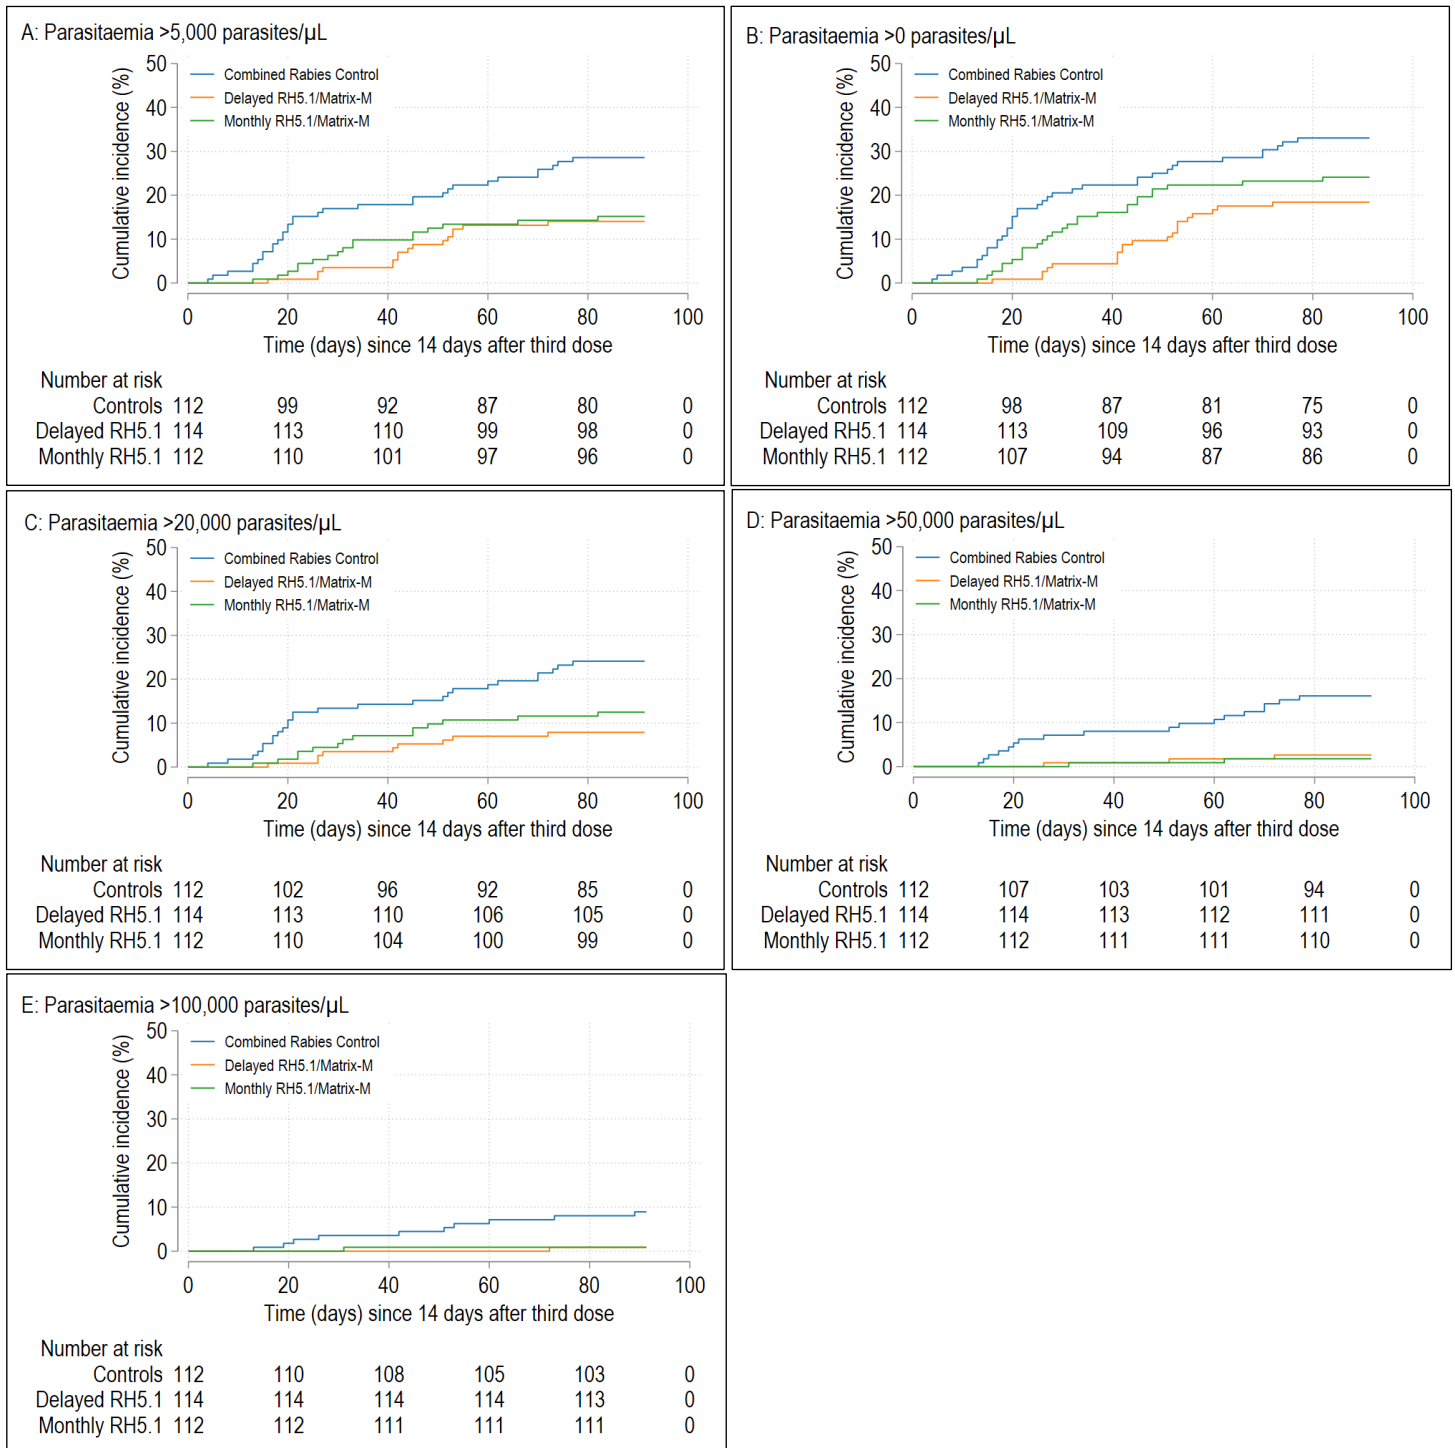 A: Parasitaemia >5,000 parasites/µL
Cumulative incidence (%)
50
40
30
20
10
0
Combined Rabies Control
Delayed RH5.1/Matrix-M
Monthly RH5.1/Matrix-M
0 20 40 60 80 100
Time (days) since 14 days after third dose
Number at risk
Controls 112 99 92 87 80 0
Delayed RH5.1 114 113 110 99 98 0
Monthly RH5.1 112 110 101 97 96 0
B: Parasitaemia >0 parasites/µL
Cumulative incidence (%)
50
40
30
20
10
0
Combined Rabies Control
Delayed RH5.1/Matrix-M
Monthly RH5.1/Matrix-M
0 20 40 60 80 100
Time (days) since 14 days after third dose
Number at risk
Controls 112 98 87 81 75 0
Delayed RH5.1 114 113 109 96 93 0
Monthly RH5.1 112 107 94 87 86 0
C: Parasitaemia >20,000 parasites/µL
Cumulative incidence (%)
50
40
30
20
10
0
Combined Rabies Control
Delayed RH5.1/Matrix-M
Monthly RH5.1/Matrix-M
0 20 40 60 80 100
Time (days) since 14 days after third dose
Number at risk
Controls 112 102 96 92 85 0
Delayed RH5.1 114 113 110 106 105 0
Monthly RH5.1 112 110 104 100 99 0
D: Parasitaemia >50,000 parasites/µL
Cumulative incidence (%)
50
40
30
20
10
0
Combined Rabies Control
Delayed RH5.1/Matrix-M
Monthly RH5.1/Matrix-M
0 20 40 60 80 100
Time (days) since 14 days after third dose
Number at risk
Controls 112 107 103 101 94 0
Delayed RH5.1 114 114 113 112 111 0
Monthly RH5.1 112 112 111 111 110 0
E: Parasitaemia >100,000 parasites/µL
Cumulative incidence (%)
50
40
30
20
10
0
Combined Rabies Control
Delayed RH5.1/Matrix-M
Monthly RH5.1/Matrix-M
0 20 40 60 80 100
Time (days) since 14 days after third dose
Number at risk
Controls 112 110 108 105 103 0
Delayed RH5.1 114 114 114 114 113 0
Monthly RH5.1 112 112 111 111 111 0